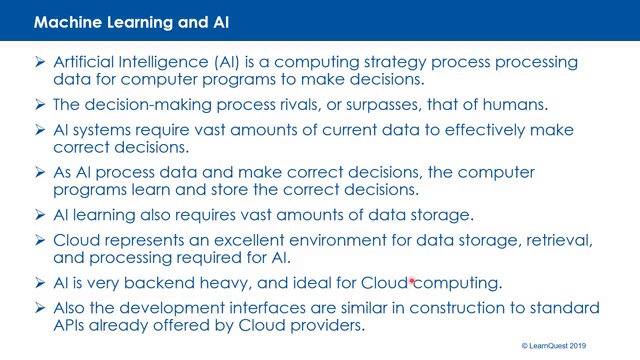 Machine Learning and AI
➢ Artificial Intelligence (AI) is a computing strategy process processing
data for computer programs to make decisions.
➢ The decision-making process rivals, or surpasses, that of humans.
➢ AI systems require vast amounts of current data to effectively make
correct decisions.
➢ As AI process data and make correct decisions, the computer
programs learn and store the correct decisions.
➢ AI learning also requires vast amounts of data storage.
➢ Cloud represents an excellent environment for data storage, retrieval,
and processing required for AI.
➢ AI is very backend heavy, and ideal for Cloud computing.
➢ Also the development interfaces are similar in construction to standard
APIs already offered by Cloud providers.
© LearnQuest 2019